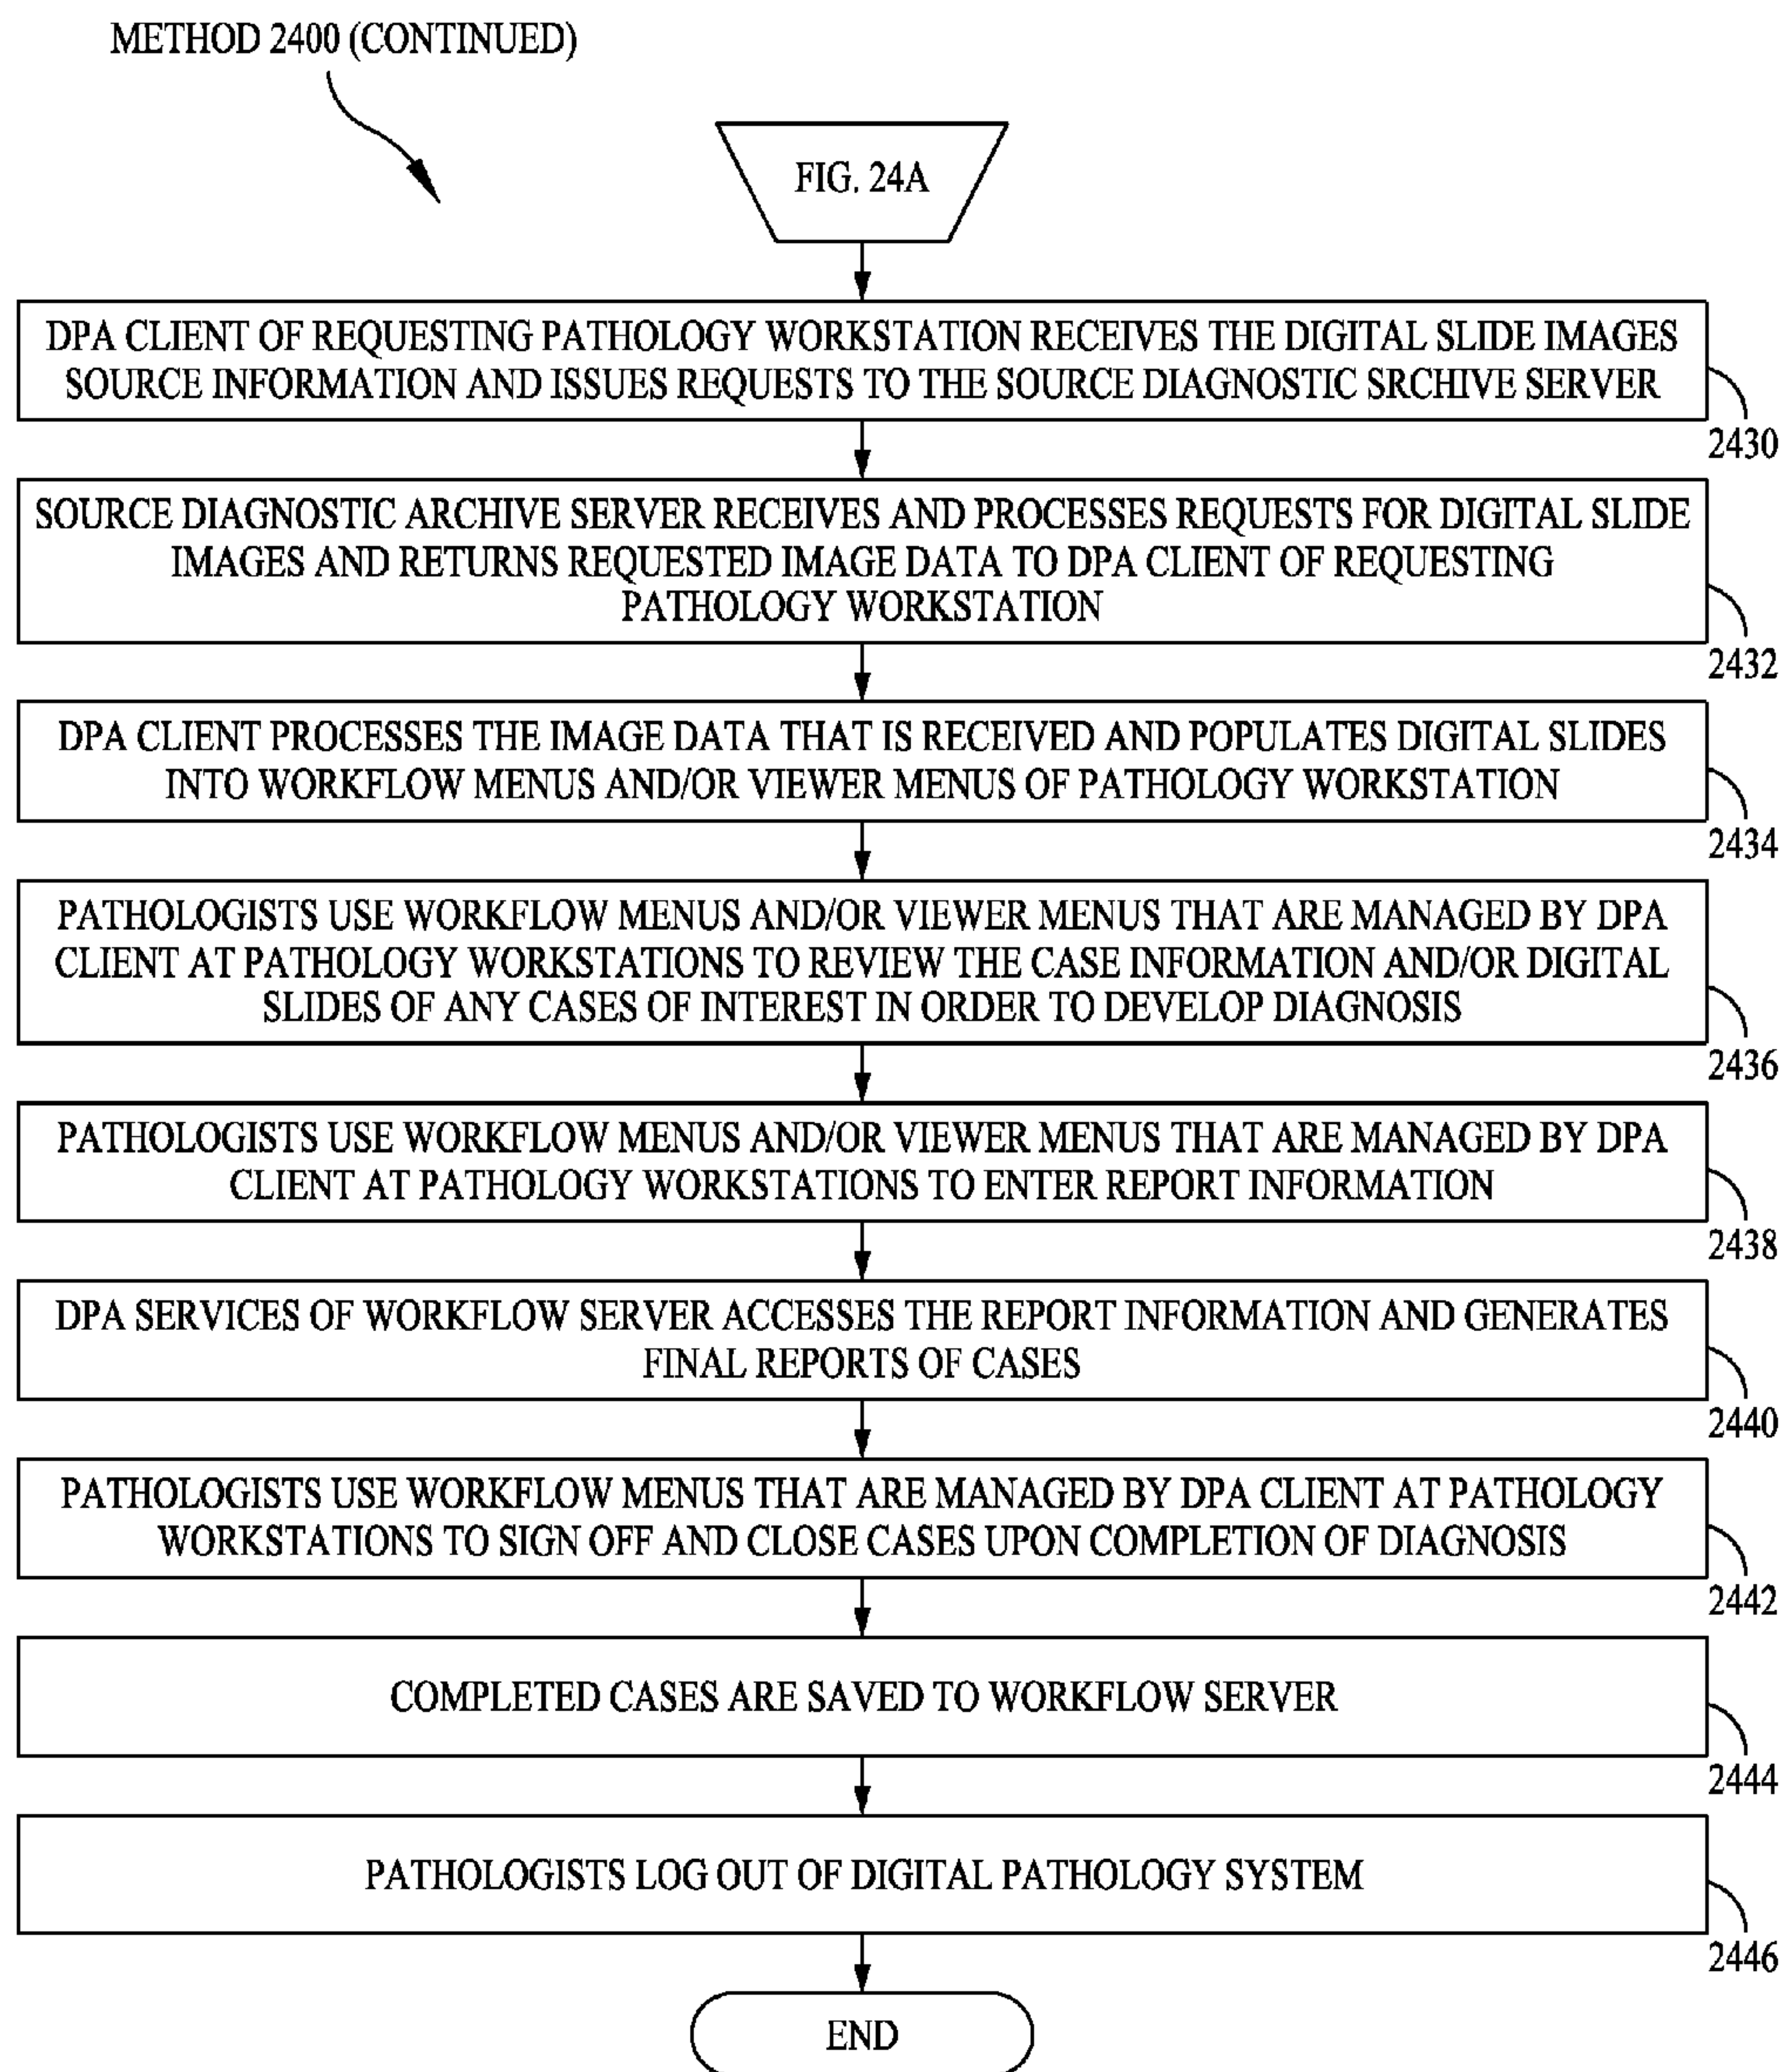 METHOD 2400 (CONTINUED)
FIG. 24A
DPA CLIENT OF REQUESTING PATHOLOGY WORKSTATION RECEIVES THE DIGITAL SLIDE IMAGES
SOURCE INFORMATION AND ISSUES REQUESTS TO THE SOURCE DIAGNOSTIC SRCHIVE SERVER
2430
SOURCE DIAGNOSTIC ARCHIVE SERVER RECEIVES AND PROCESSES REQUESTS FOR DIGITAL SLIDE
IMAGES AND RETURNS REQUESTED IMAGE DATA TO DPA CLIENT OF REQUESTING
PATHOLOGY WORKSTATION
2432
DPA CLIENT PROCESSES THE IMAGE DATA THAT IS RECEIVED AND POPULATES DIGITAL SLIDES
INTO WORKFLOW MENUS AND/OR VIEWER MENUS OF PATHOLOGY WORKSTATION
2434
PATHOLOGISTS USE WORKFLOW MENUS AND/OR VIEWER MENUS THAT ARE MANAGED BY DPA
CLIENT AT PATHOLOGY WORKSTATIONS TO REVIEW THE CASE INFORMATION AND/OR DIGITAL
SLIDES OF ANY CASES OF INTEREST IN ORDER TO DEVELOP DIAGNOSIS
2436
PATHOLOGISTS USE WORKFLOW MENUS AND/OR VIEWER MENUS THAT ARE MANAGED BY DPA
CLIENT AT PATHOLOGY WORKSTATIONS TO ENTER REPORT INFORMATION
2438
DPA SERVICES OF WORKFLOW SERVER ACCESSES THE REPORT INFORMATION AND GENERATES
FINAL REPORTS OF CASES
2440
PATHOLOGISTS USE WORKFLOW MENUS THAT ARE MANAGED BY DPA CLIENT AT PATHOLOGY
WORKSTATIONS TO SIGN OFF AND CLOSE CASES UPON COMPLETION OF DIAGNOSIS
2442
COMPLETED CASES ARE SAVED TO WORKFLOW SERVER
2444
PATHOLOGISTS LOG OUT OF DIGITAL PATHOLOGY SYSTEM
2446
END